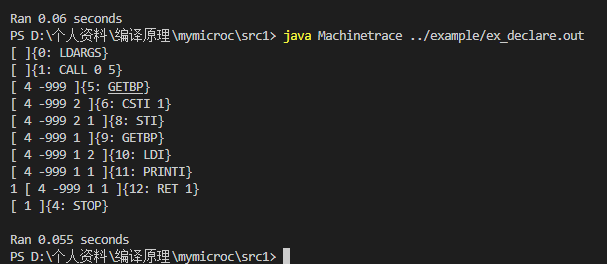 Ran 0.06 seconds
PS D:\个人资料\编译原理\mymicroc\src1> java Machinetrace ../example/ex_declare.out
[ ]{0: LDARGS}
[ ]{1: CALL 0 5}
[ 4 -999 ]{5: GETBP}
[ 4 -999 2 ]{6: CSTI 1}
[ 4 -999 2 1 ]{8: STI}
[ 4 -999 1 ]{9: GETBP}
[ 4 -999 1 2 ]{10: LDI}
[ 4 -999 1 1 ]{11: PRINTI}
1 [ 4 -999 1 1 ]{12: RET 1}
[ 1 ]{4: STOP}
Ran 0.055 seconds
PS D:\个人资料\编译原理\mymicroc\src1>